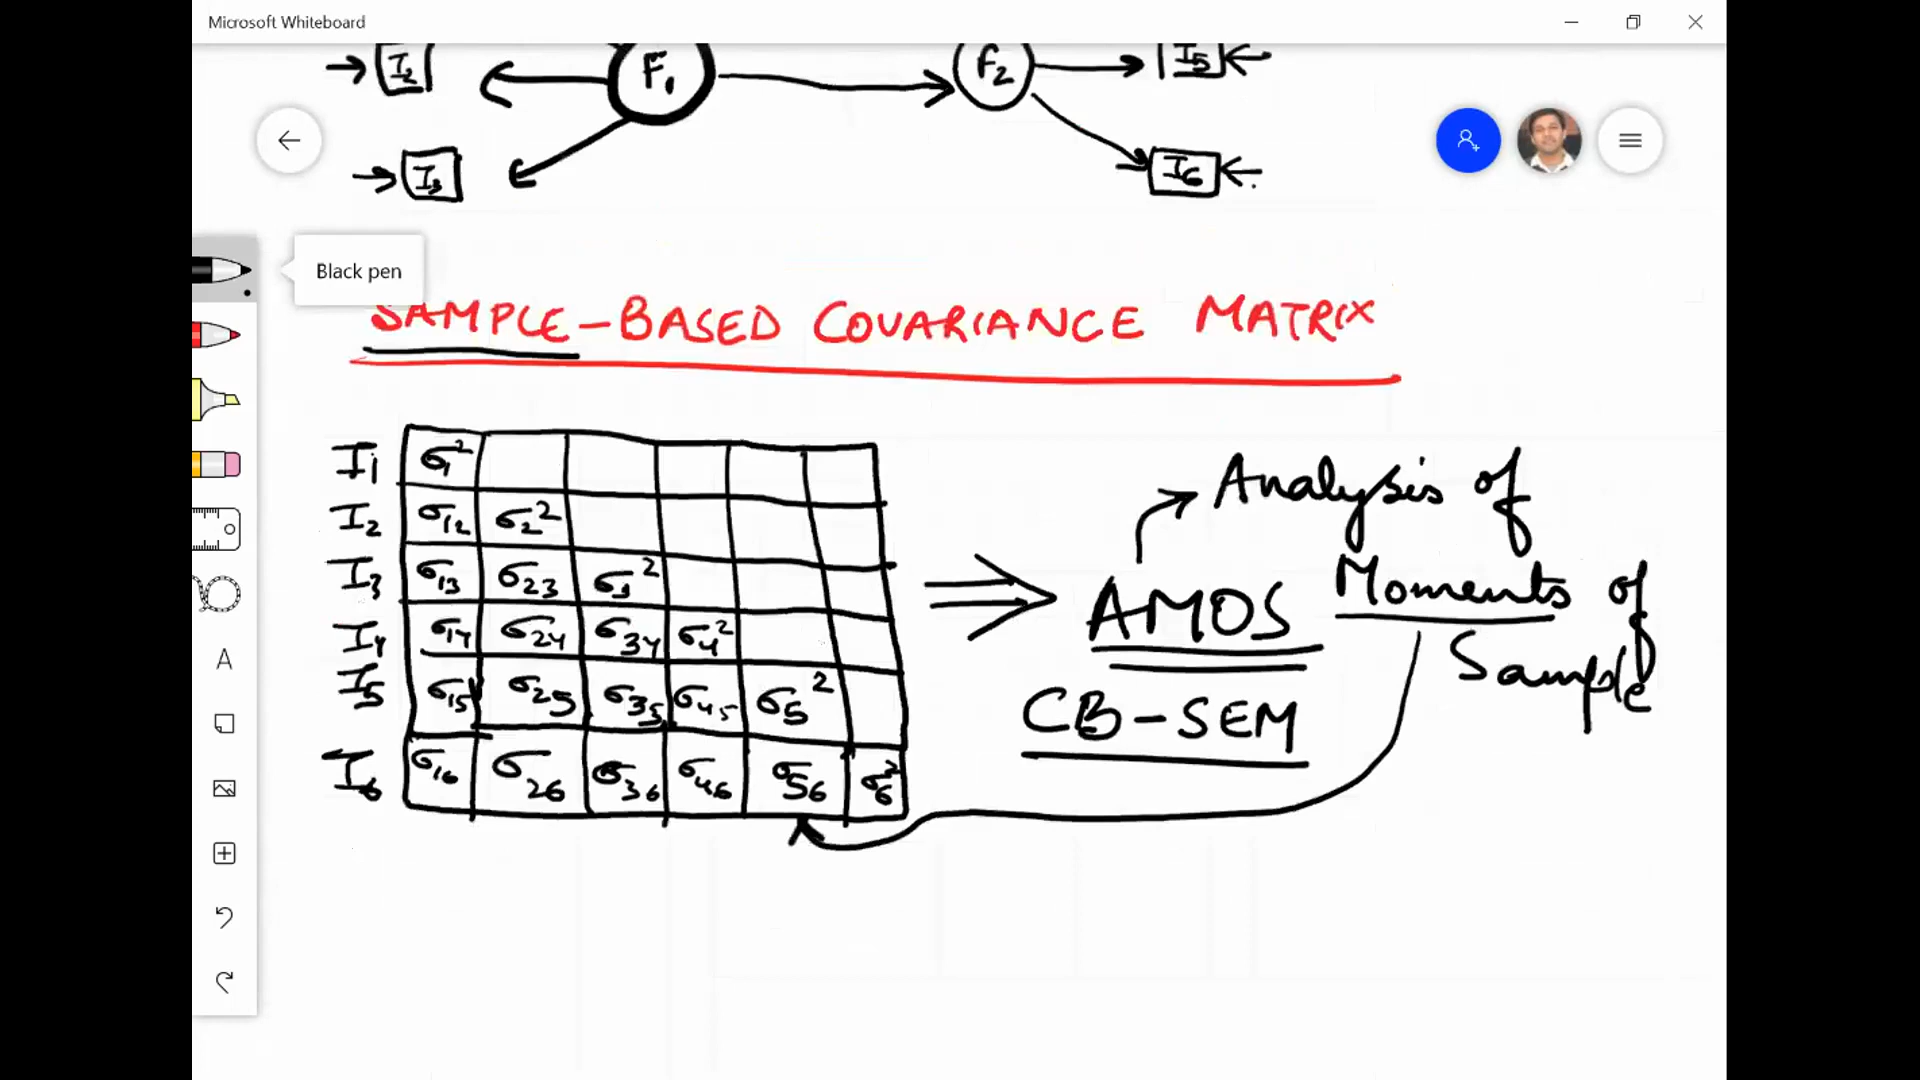 Microsoft Whiteboard
I2 F1 F2 I5
I3 I6
Black pen
SAMPLE-BASED COVARIANCE MATRIX
I1 σ1²
I2 σ12 σ2²
I3 σ13 σ23 σ3²
I4 σ14 σ24 σ34 σ4²
I5 σ15 σ25 σ35 σ45 σ5²
I6 σ16 σ26 σ36 σ46 σ56 σ6²
Analysis of
AMOS Moments of
Sample
CB-SEM
A